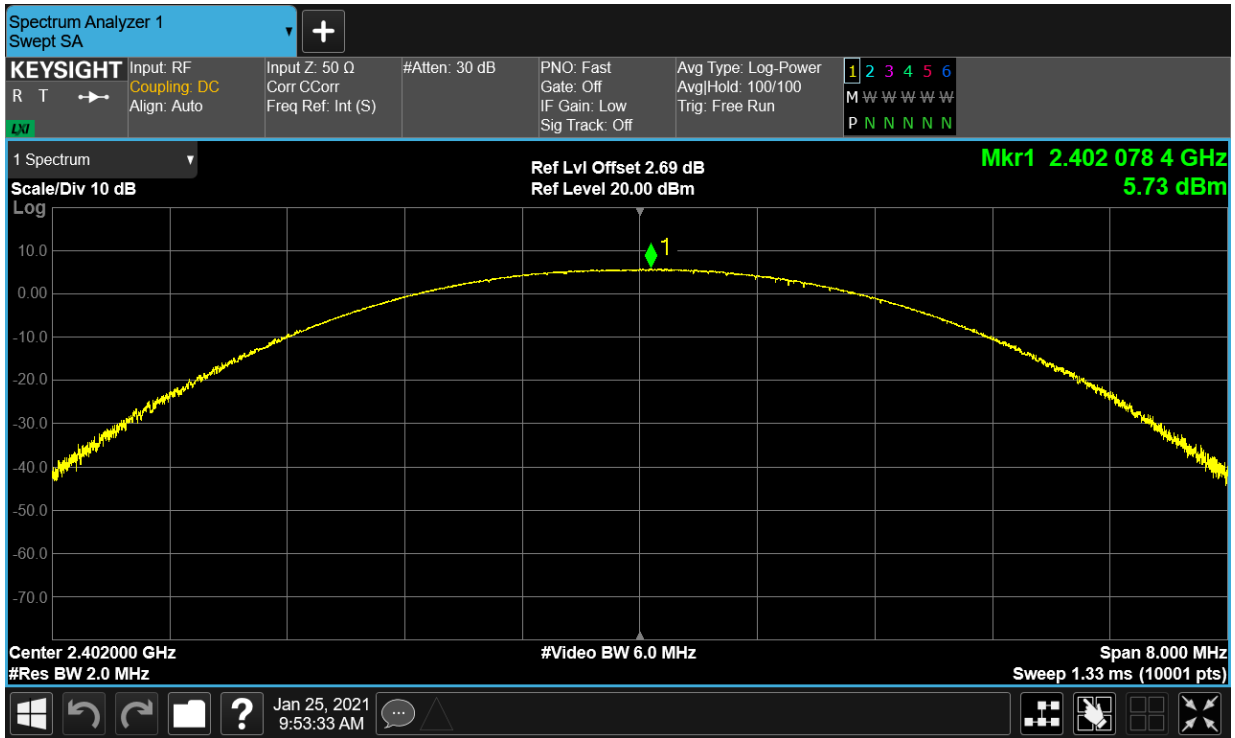 Spectrum Analyzer 1
Swept SA
KEYSIGHT
R T
LXI
Input: RF
Coupling: DC
Align: Auto
Input Z: 50 Ω
Corr CCorr
Freq Ref: Int (S)
#Atten: 30 dB
PNO: Fast
Gate: Off
IF Gain: Low
Sig Track: Off
Avg Type: Log-Power
Avg|Hold: 100/100
Trig: Free Run
1 2 3 4 5 6
M W W W W W
P N N N N N
1 Spectrum
Scale/Div 10 dB
Log
Ref Lvl Offset 2.69 dB
Ref Level 20.00 dBm
Mkr1 2.402 078 4 GHz
5.73 dBm
1
10.0
0.00
-10.0
-20.0
-30.0
-40.0
-50.0
-60.0
-70.0
Center 2.402000 GHz
#Res BW 2.0 MHz
#Video BW 6.0 MHz
Span 8.000 MHz
Sweep 1.33 ms (10001 pts)
?
Jan 25, 2021
9:53:33 AM